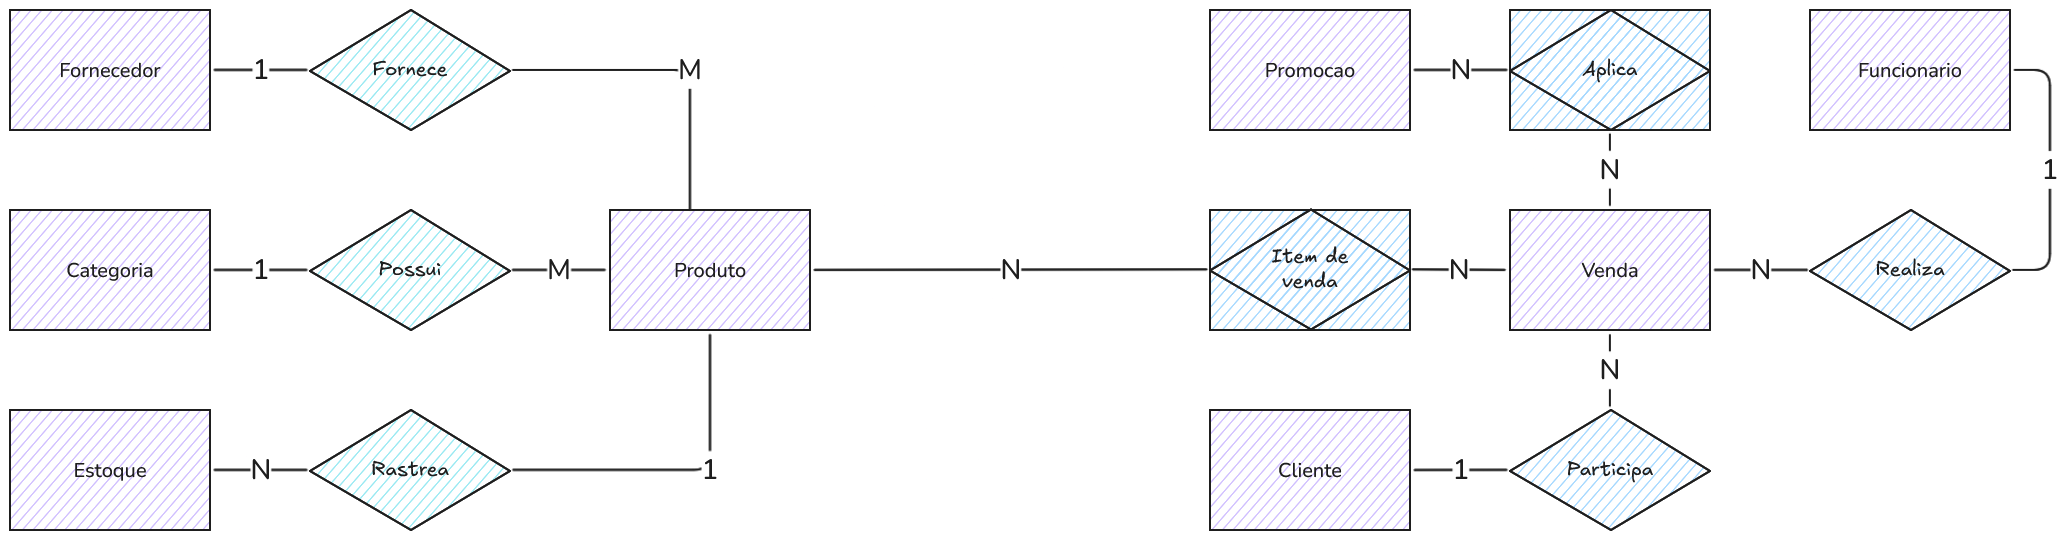 Fornecedor
1
Fornece
M
Promocao
N
Aplica
Funcionario
N
1
Categoria
1
Possui
M
Produto
N
Item de
venda
N
Venda
N
Realiza
N
Estoque
N
Rastrea
1
Cliente
1
Participa